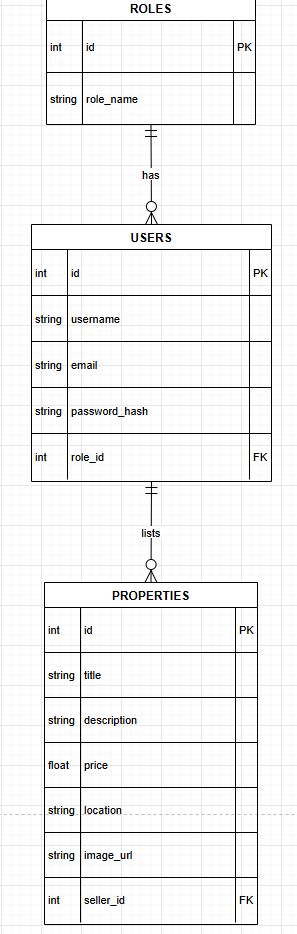 ROLES
int id PK
string role_name
has
USERS
int id PK
string username
string email
string password_hash
int role_id FK
lists
PROPERTIES
int id PK
string title
string description
float price
string location
string image_url
int seller_id FK